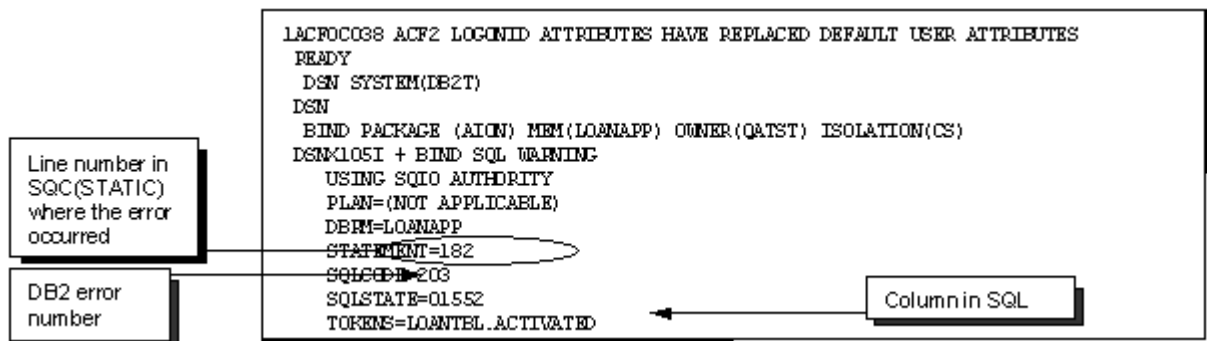 1ACF0C038 ACF2 LOGONID ATTRIBUTES HAVE REPLACED DEFAULT USER ATTRIBUTES
READY
DSN SYSTEM(DB2T)
DSN
BIND PACKAGE (AION) MEM(LOANAPP) OWNER(QATST) ISOLATION(CS)
DSNX105I + BIND SQL WARNING
USING SQIO AUTHORITY
PLAN=(NOT APPLICABLE)
DBRM=LOANAPP
STATEMENT=182
SQLCODE=203
SQLSTATE=01552
TOKENS=LOANTBL.ACTIVATED
Line number in
SQC(STATIC)
where the error
occurred
DB2 error
number
Column in SQL